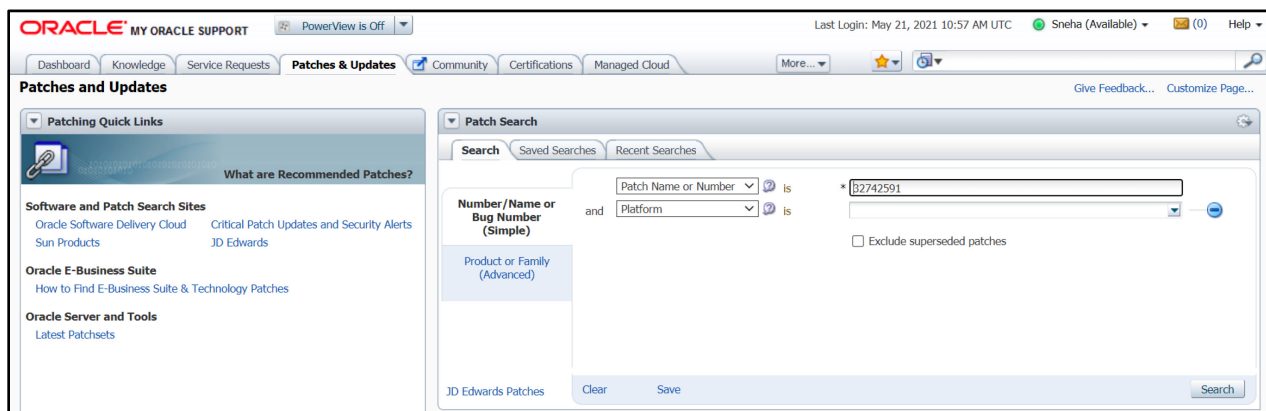 ORACLE MY ORACLE SUPPORT PowerView is Off Last Login: May 21, 2021 10:57 AM UTC Sneha (Available) (0) Help
Dashboard Knowledge Service Requests Patches & Updates Community Certifications Managed Cloud More...
Patches and Updates Give Feedback... Customize Page...
Patching Quick Links
What are Recommended Patches?
Software and Patch Search Sites
Oracle Software Delivery Cloud Critical Patch Updates and Security Alerts
Sun Products JD Edwards
Oracle E-Business Suite
How to Find E-Business Suite & Technology Patches
Oracle Server and Tools
Latest Patchsets
Patch Search
Search Saved Searches Recent Searches
Number/Name or
Bug Number
(Simple)
Product or Family
(Advanced)
JD Edwards Patches
Patch Name or Number is * 32742591
and Platform is
Exclude superseded patches
Clear Save Search